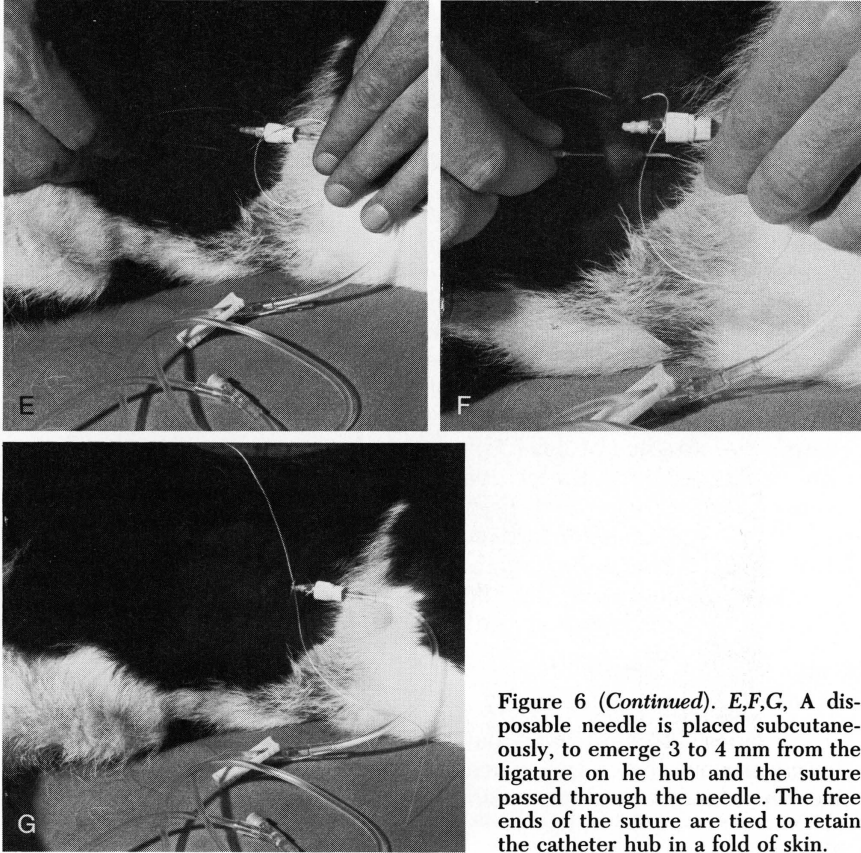 E
F
G
Figure 6 (Continued). E,F,G, A dis-
posable needle is placed subcutane-
ously, to emerge 3 to 4 mm from the
ligature on he hub and the suture
passed through the needle. The free
ends of the suture are tied to retain
the catheter hub in a fold of skin.